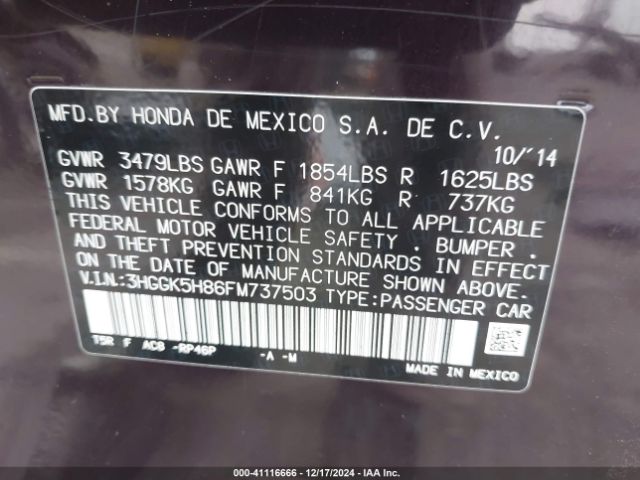 MFD.BY HONDA DE MEXICO S.A. DE C.V.
10/'14
GVWR 3479LBS GAWR F 1854LBS R 1625LBS
GVWR 1578KG GAWR F 841KG R 737KG
THIS VEHICLE CONFORMS TO ALL APPLICABLE
FEDERAL MOTOR VEHICLE SAFETY . BUMPER .
AND THEFT PREVENTION STANDARDS IN EFFECT
ON THE DATE OF MANUFACTURE SHOWN ABOVE.
V.I.N.:3HGGK5H86FM737503 TYPE:PASSENGER CAR
T5R F AC8 -RP46P -A -M
MADE IN MEXICO
(0) - 41116666 - 12/17/2024 - IAA Inc.